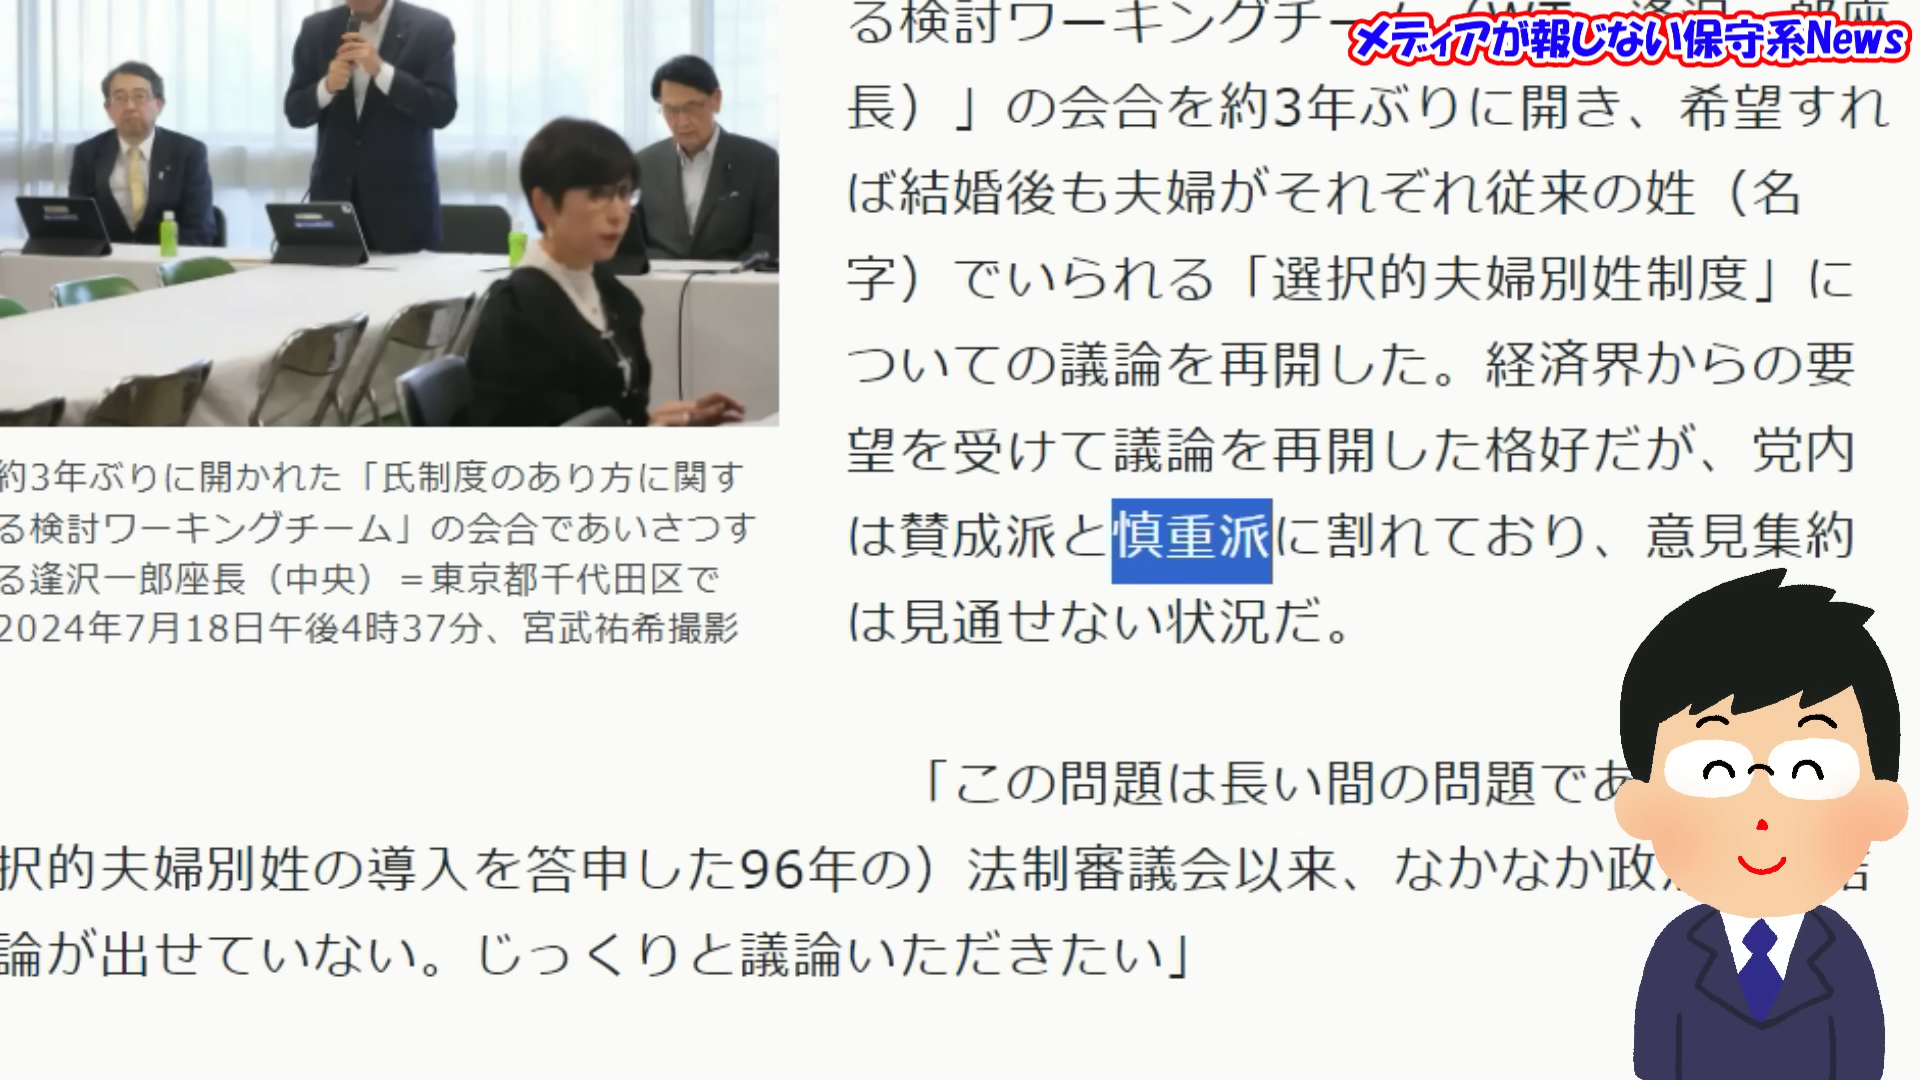 メディアが報じない保守系News
る検討ワーキングチーム（WT、逢沢一郎座
長）」の会合を約3年ぶりに開き、希望すれ
ば結婚後も夫婦がそれぞれ従来の姓（名
字）でいられる「選択的夫婦別姓制度」に
ついての議論を再開した。経済界からの要
望を受けて議論を再開した格好だが、党内
は賛成派と慎重派に割れており、意見集約
は見通せない状況だ。
約3年ぶりに開かれた「氏制度のあり方に関す
る検討ワーキングチーム」の会合であいさつす
る逢沢一郎座長（中央）＝東京都千代田区で
2024年7月18日午後4時37分、宮武祐希撮影
「この問題は長い間の問題であ
択的夫婦別姓の導入を答申した96年の）法制審議会以来、なかなか政
論が出せていない。じっくりと議論いただきたい」